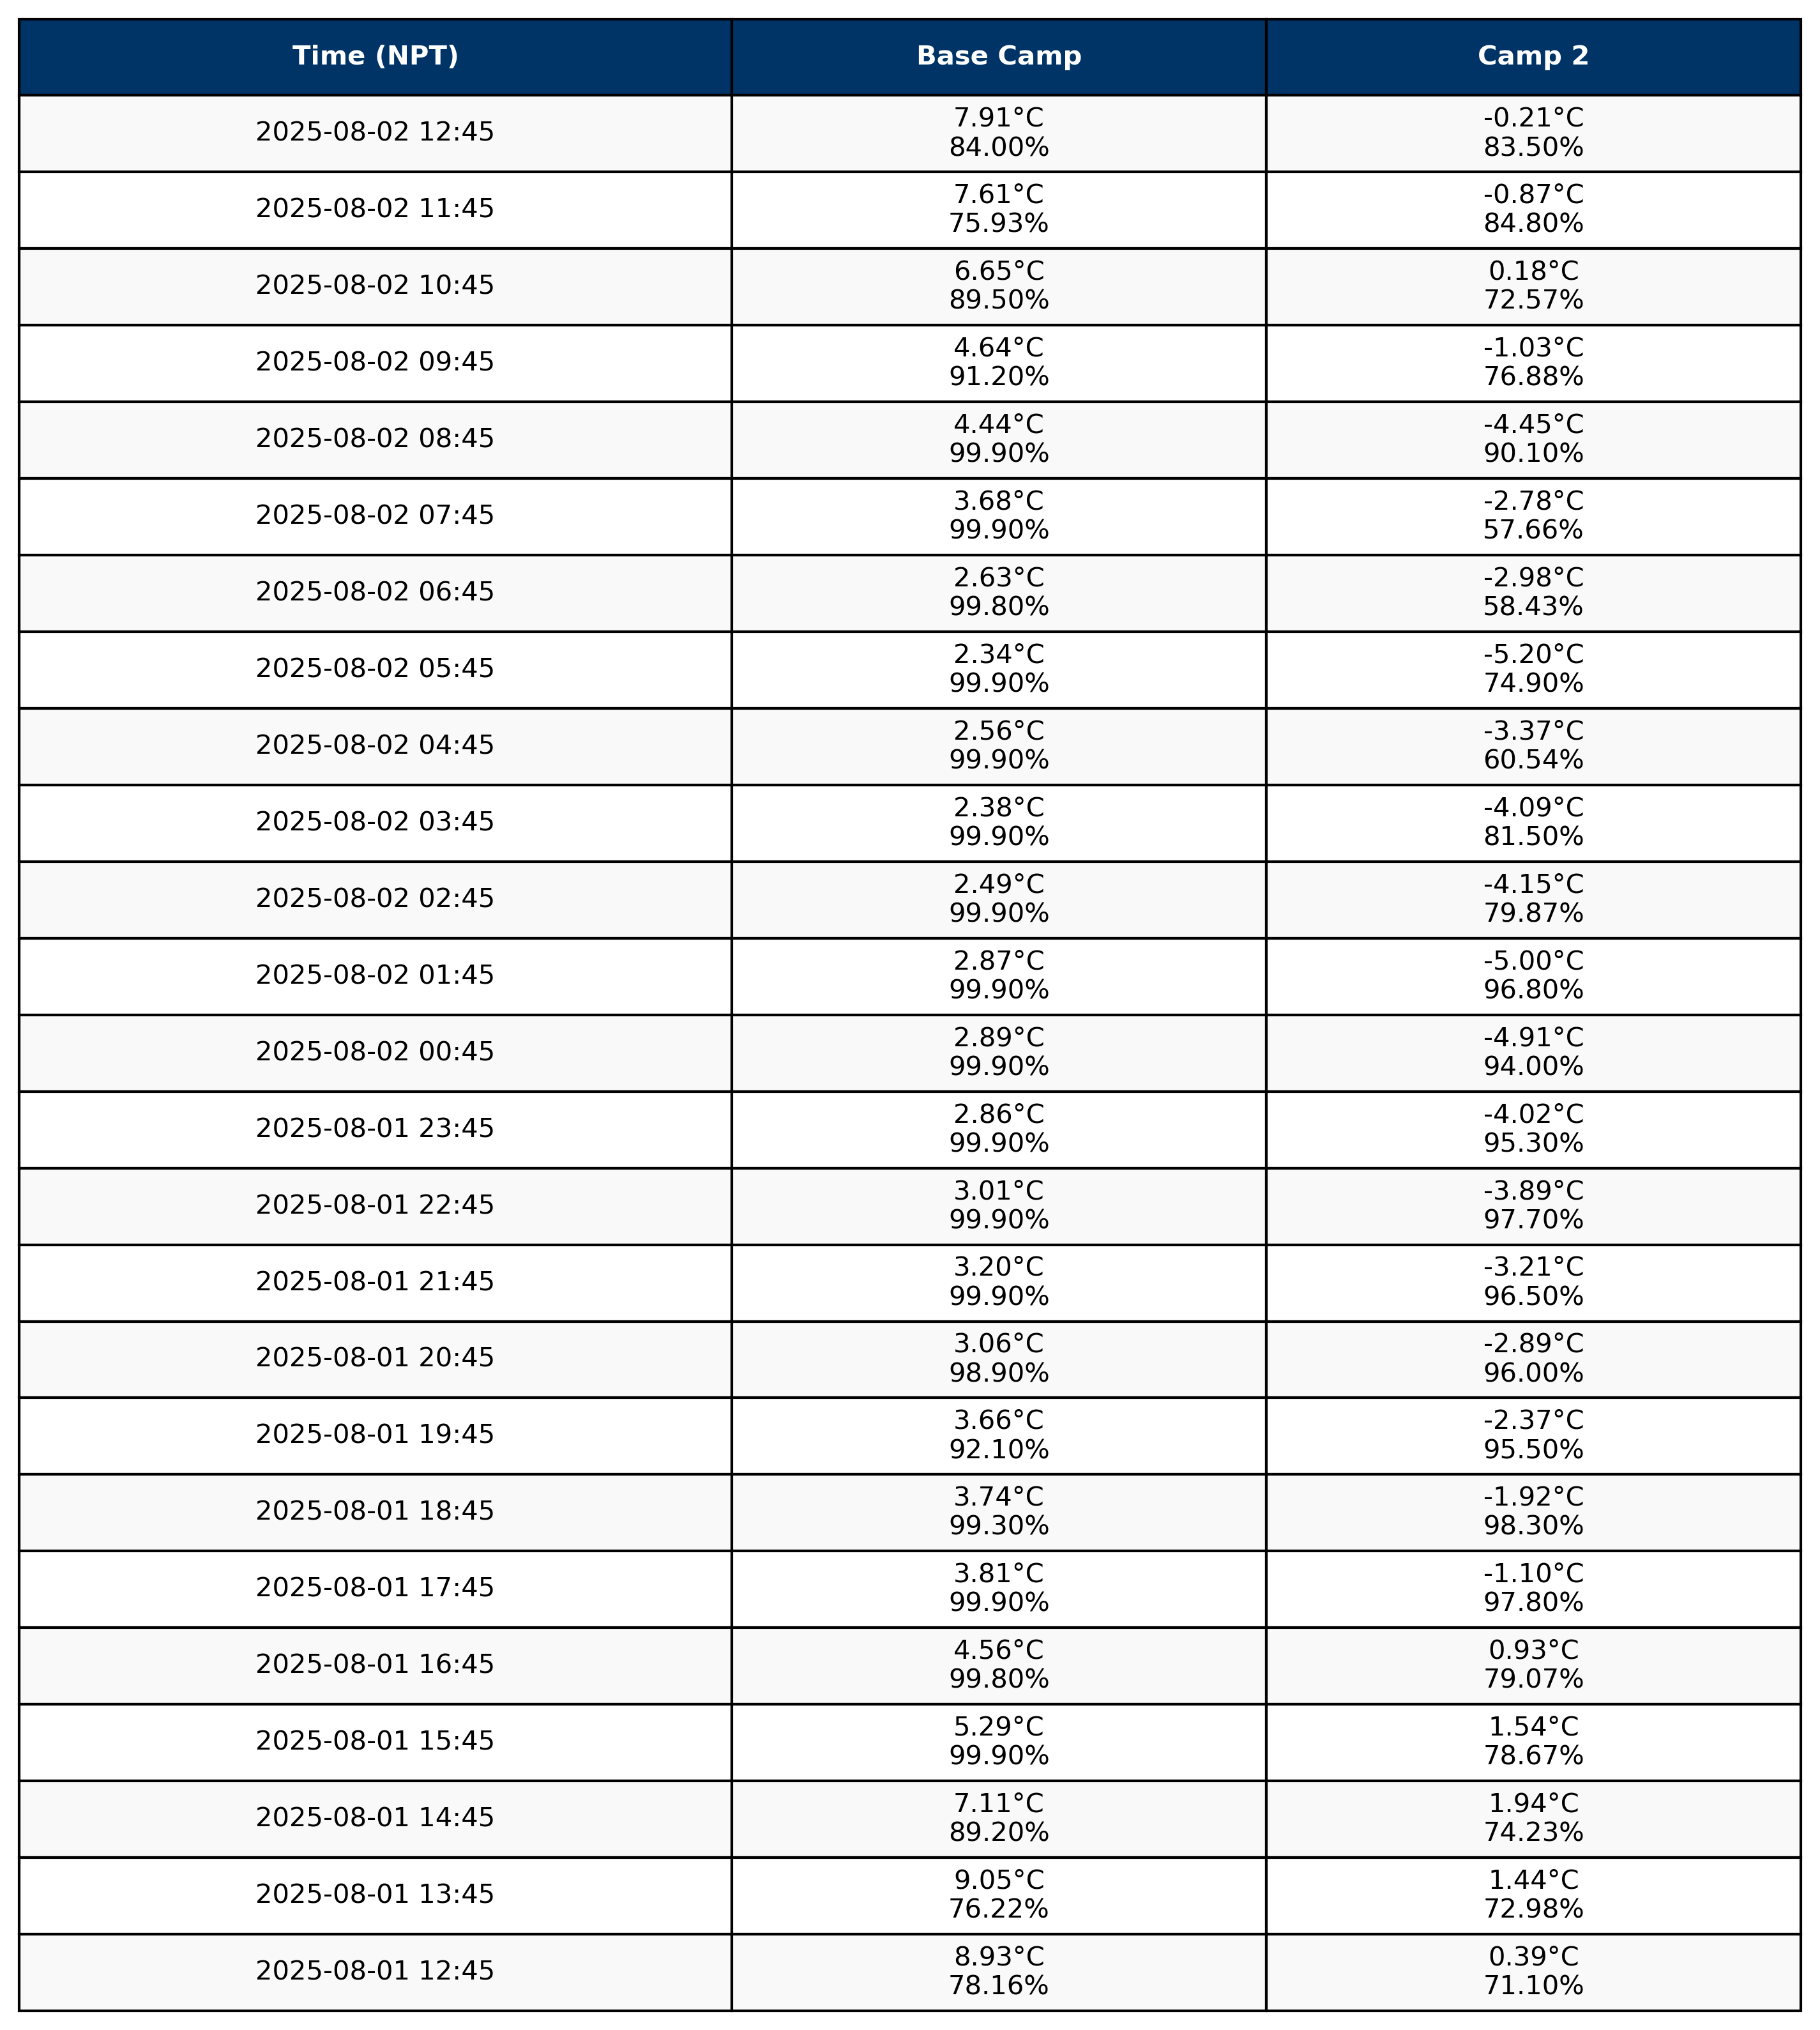 Time (NPT) Base Camp Camp 2
2025-08-02 12:45 7.91°C -0.21°C
84.00% 83.50%
2025-08-02 11:45 7.61°C -0.87°C
75.93% 84.80%
2025-08-02 10:45 6.65°C 0.18°C
89.50% 72.57%
2025-08-02 09:45 4.64°C -1.03°C
91.20% 76.88%
2025-08-02 08:45 4.44°C -4.45°C
99.90% 90.10%
2025-08-02 07:45 3.68°C -2.78°C
99.90% 57.66%
2025-08-02 06:45 2.63°C -2.98°C
99.80% 58.43%
2025-08-02 05:45 2.34°C -5.20°C
99.90% 74.90%
2025-08-02 04:45 2.56°C -3.37°C
99.90% 60.54%
2025-08-02 03:45 2.38°C -4.09°C
99.90% 81.50%
2025-08-02 02:45 2.49°C -4.15°C
99.90% 79.87%
2025-08-02 01:45 2.87°C -5.00°C
99.90% 96.80%
2025-08-02 00:45 2.89°C -4.91°C
99.90% 94.00%
2025-08-01 23:45 2.86°C -4.02°C
99.90% 95.30%
2025-08-01 22:45 3.01°C -3.89°C
99.90% 97.70%
2025-08-01 21:45 3.20°C -3.21°C
99.90% 96.50%
2025-08-01 20:45 3.06°C -2.89°C
98.90% 96.00%
2025-08-01 19:45 3.66°C -2.37°C
92.10% 95.50%
2025-08-01 18:45 3.74°C -1.92°C
99.30% 98.30%
2025-08-01 17:45 3.81°C -1.10°C
99.90% 97.80%
2025-08-01 16:45 4.56°C 0.93°C
99.80% 79.07%
2025-08-01 15:45 5.29°C 1.54°C
99.90% 78.67%
2025-08-01 14:45 7.11°C 1.94°C
89.20% 74.23%
2025-08-01 13:45 9.05°C 1.44°C
76.22% 72.98%
2025-08-01 12:45 8.93°C 0.39°C
78.16% 71.10%